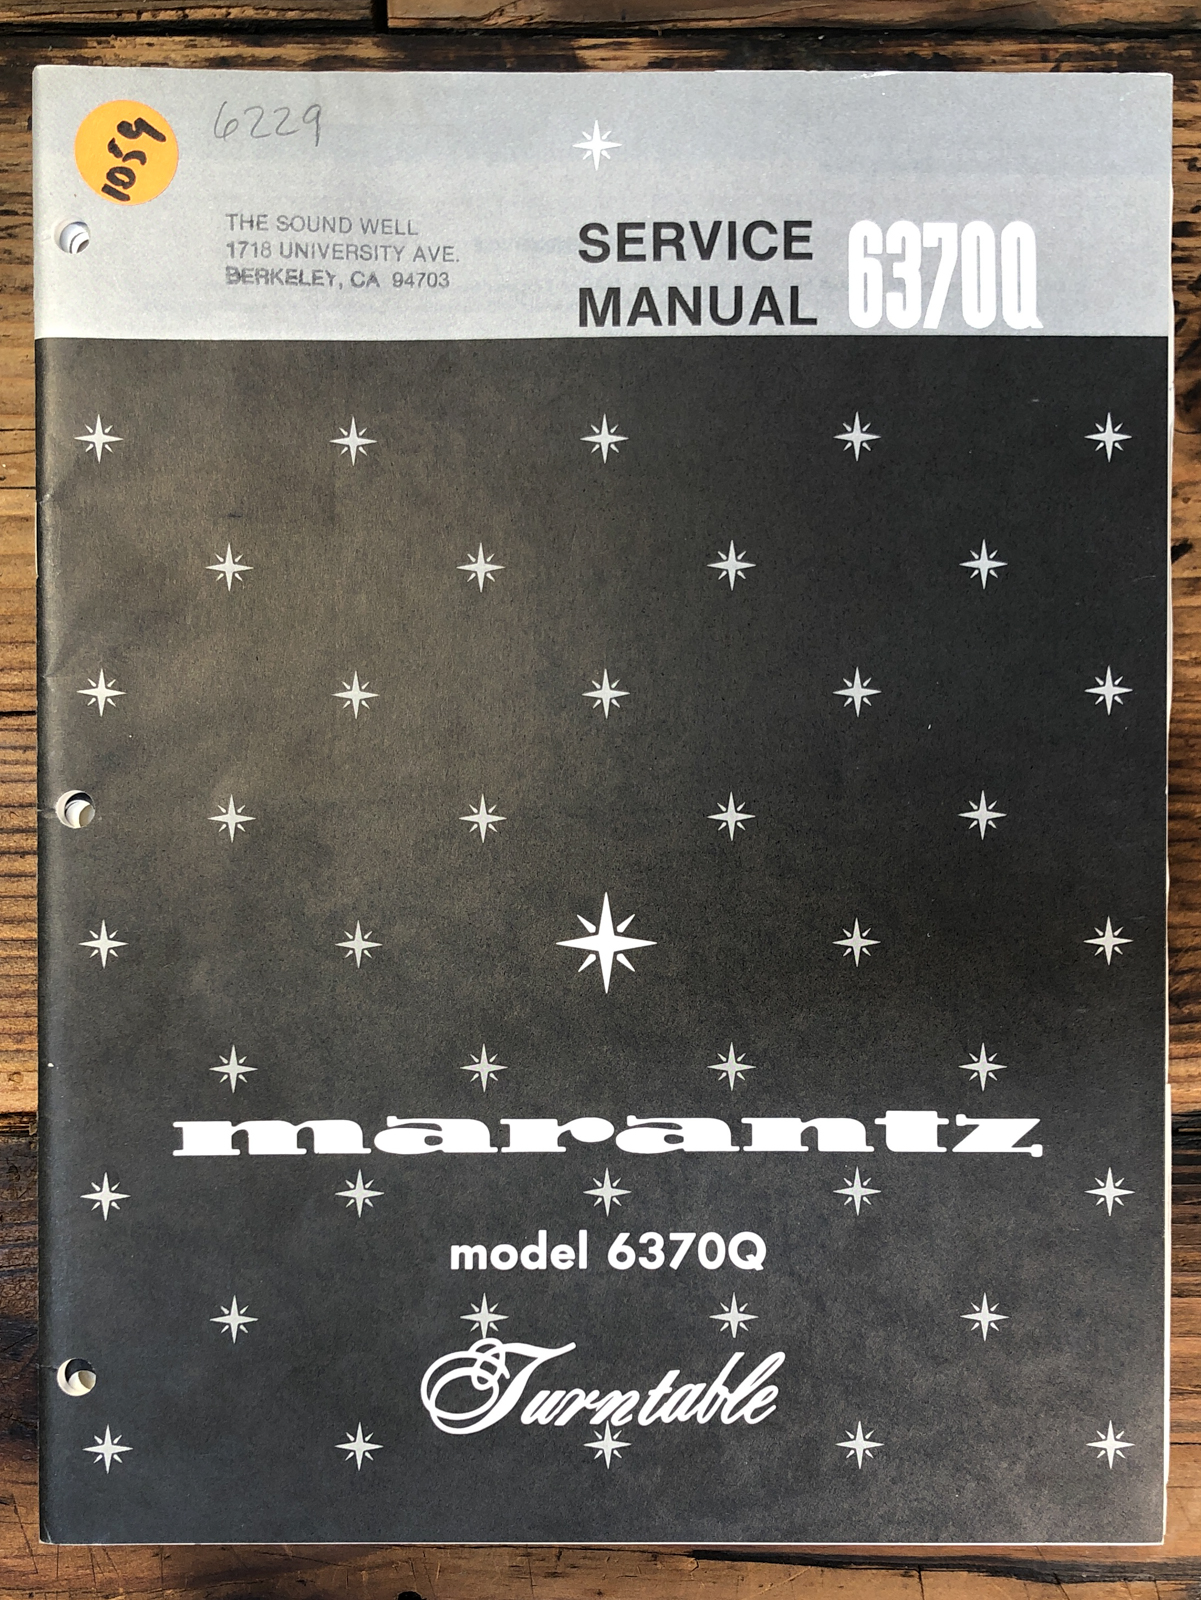 1059
6229
THE SOUND WELL
1718 UNIVERSITY AVE.
BERKELEY, CA 94703
SERVICE
MANUAL 6370Q
marantz
model 6370Q
Turntable